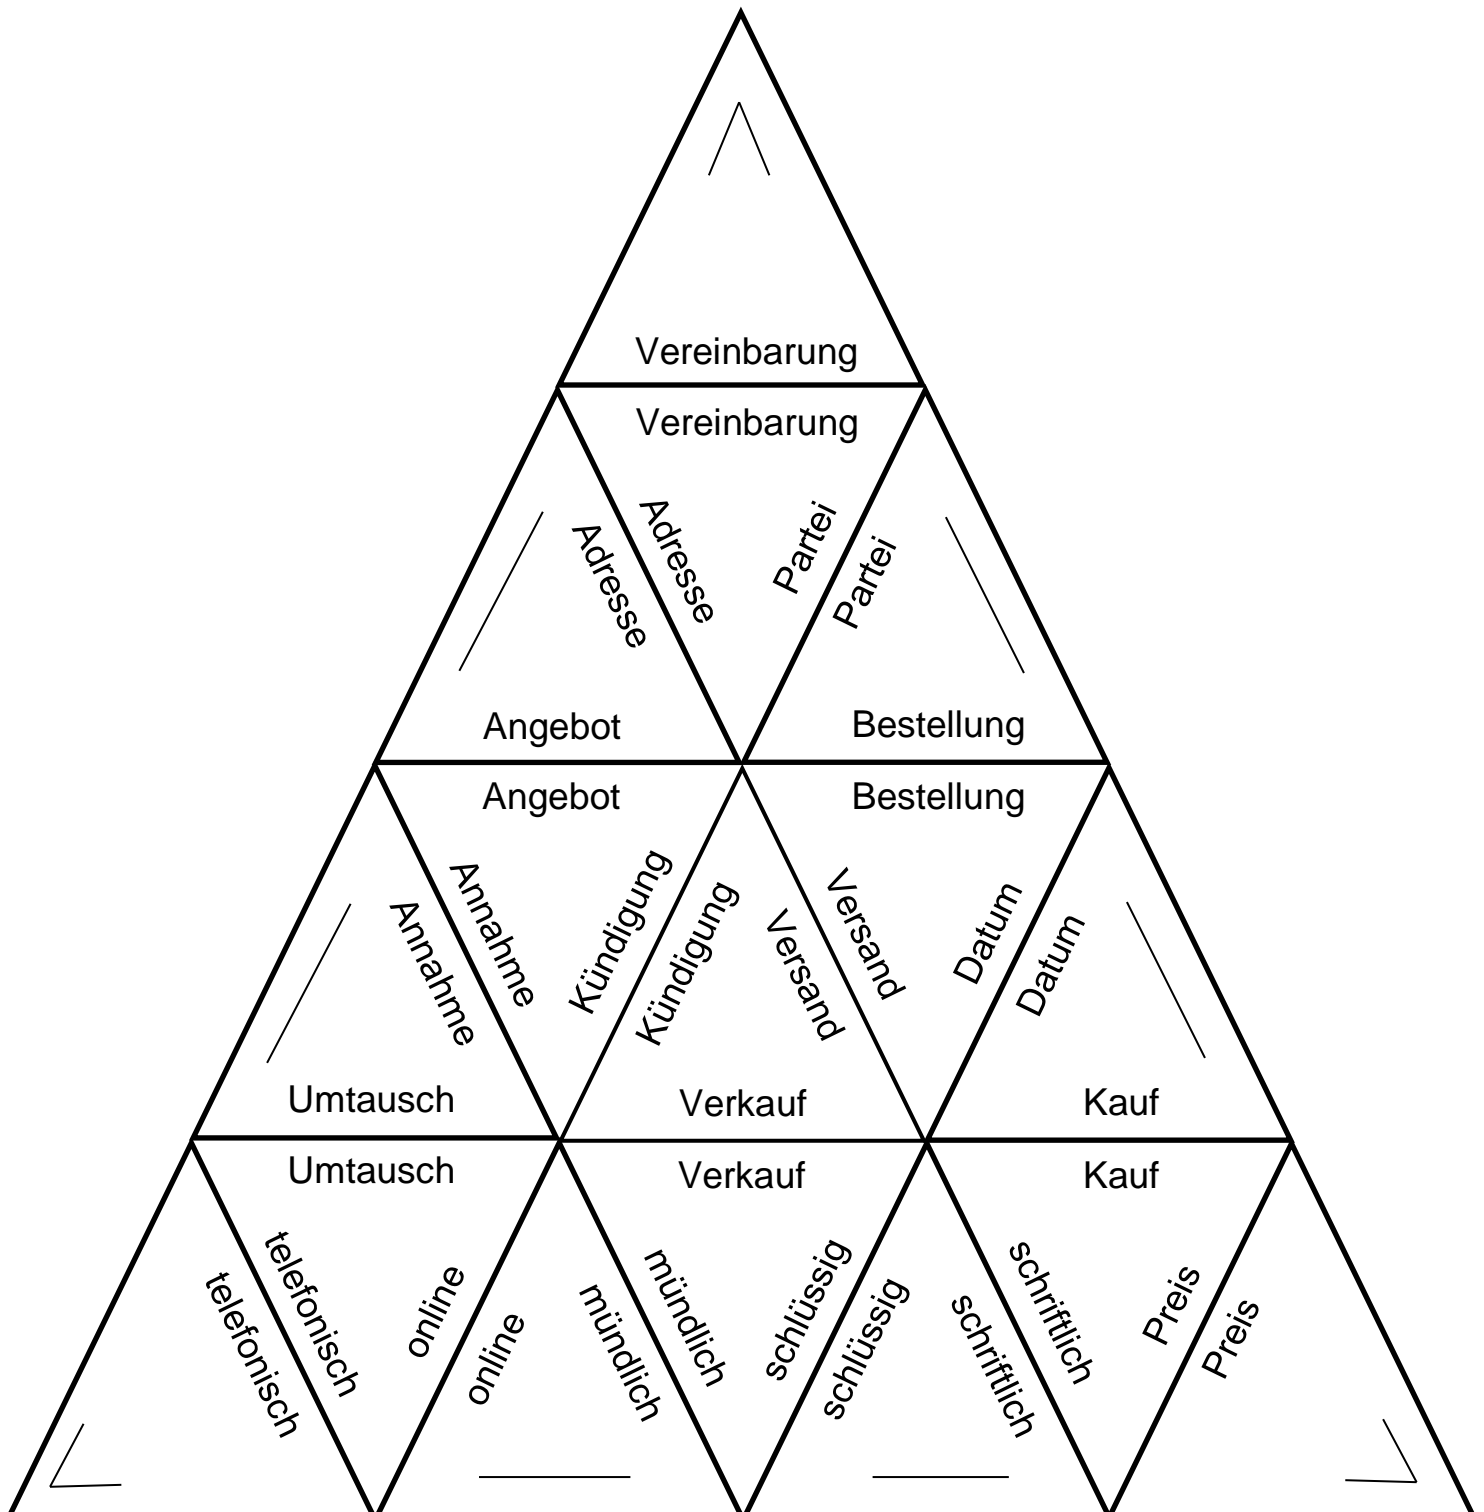 Vereinbarung
Vereinbarung
Adresse
Adresse
Partei
Partei
Angebot
Bestellung
Angebot
Bestellung
Annahme
Annahme
Kündigung
Kündigung
Versand
Versand
Datum
Datum
Umtausch
Verkauf
Kauf
Umtausch
Verkauf
Kauf
telefonisch
telefonisch
online
online
mündlich
mündlich
schlüssig
schlüssig
schriftlich
schriftlich
Preis
Preis